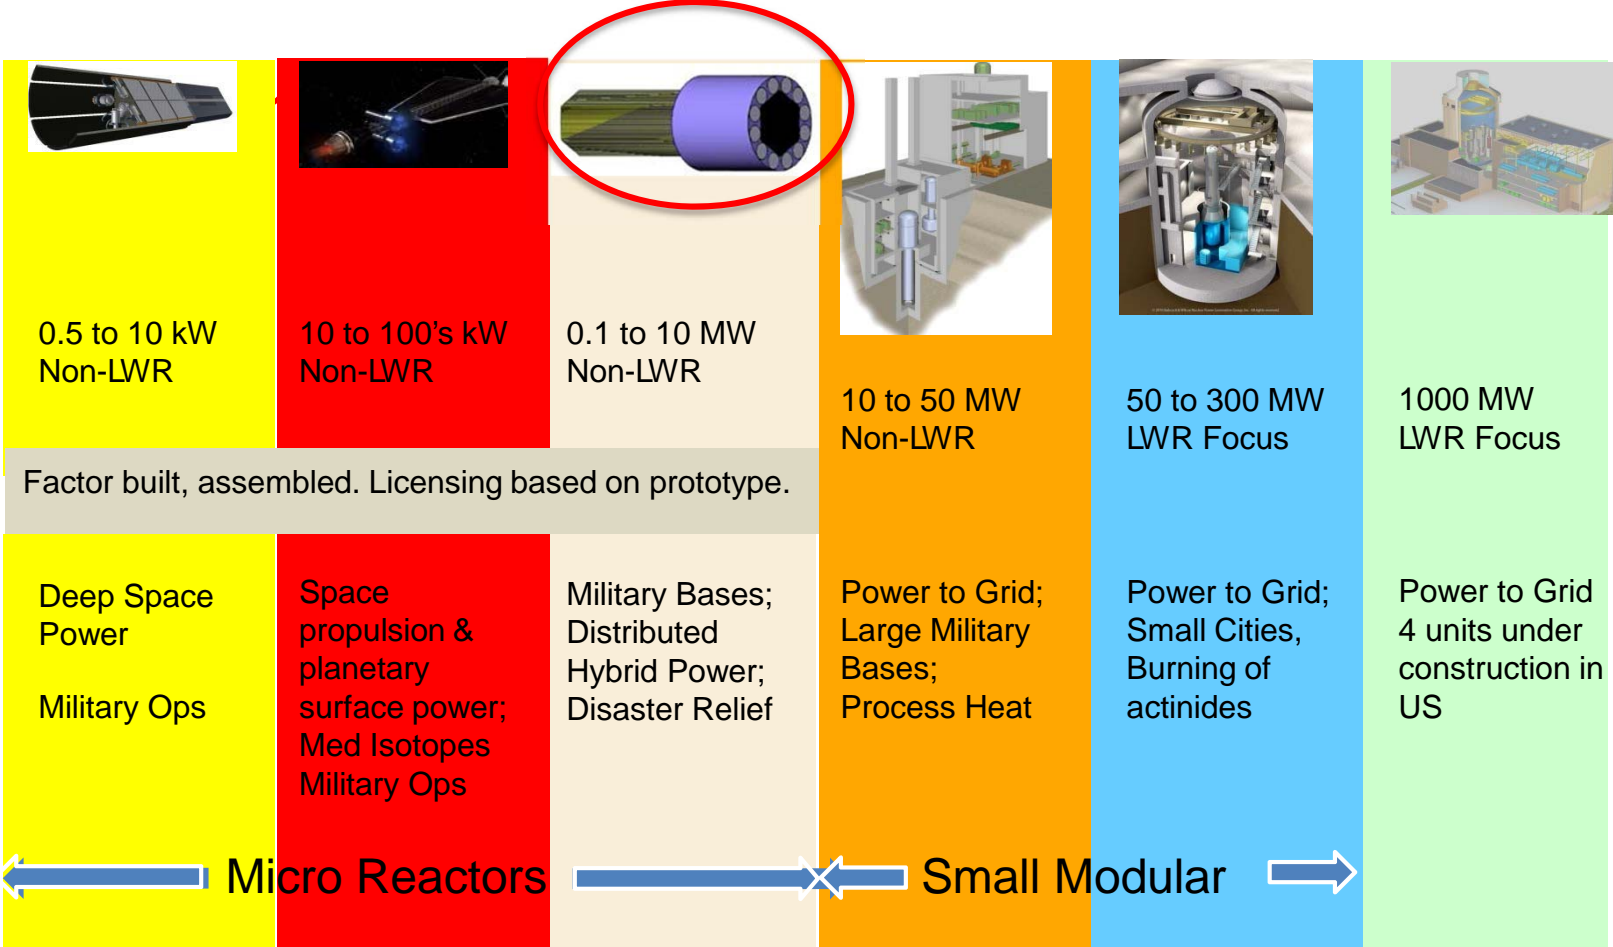 0.5 to 10 kW
Non-LWR
10 to 100's kW
Non-LWR
0.1 to 10 MW
Non-LWR
10 to 50 MW
Non-LWR
50 to 300 MW
LWR Focus
1000 MW
LWR Focus
Factor built, assembled. Licensing based on prototype.
Deep Space
Power
Military Ops
Space
propulsion &
planetary
surface power;
Med Isotopes
Military Ops
Military Bases;
Distributed
Hybrid Power;
Disaster Relief
Power to Grid;
Large Military
Bases;
Process Heat
Power to Grid;
Small Cities,
Burning of
actinides
Power to Grid
4 units under
construction in
US
Micro Reactors
Small Modular